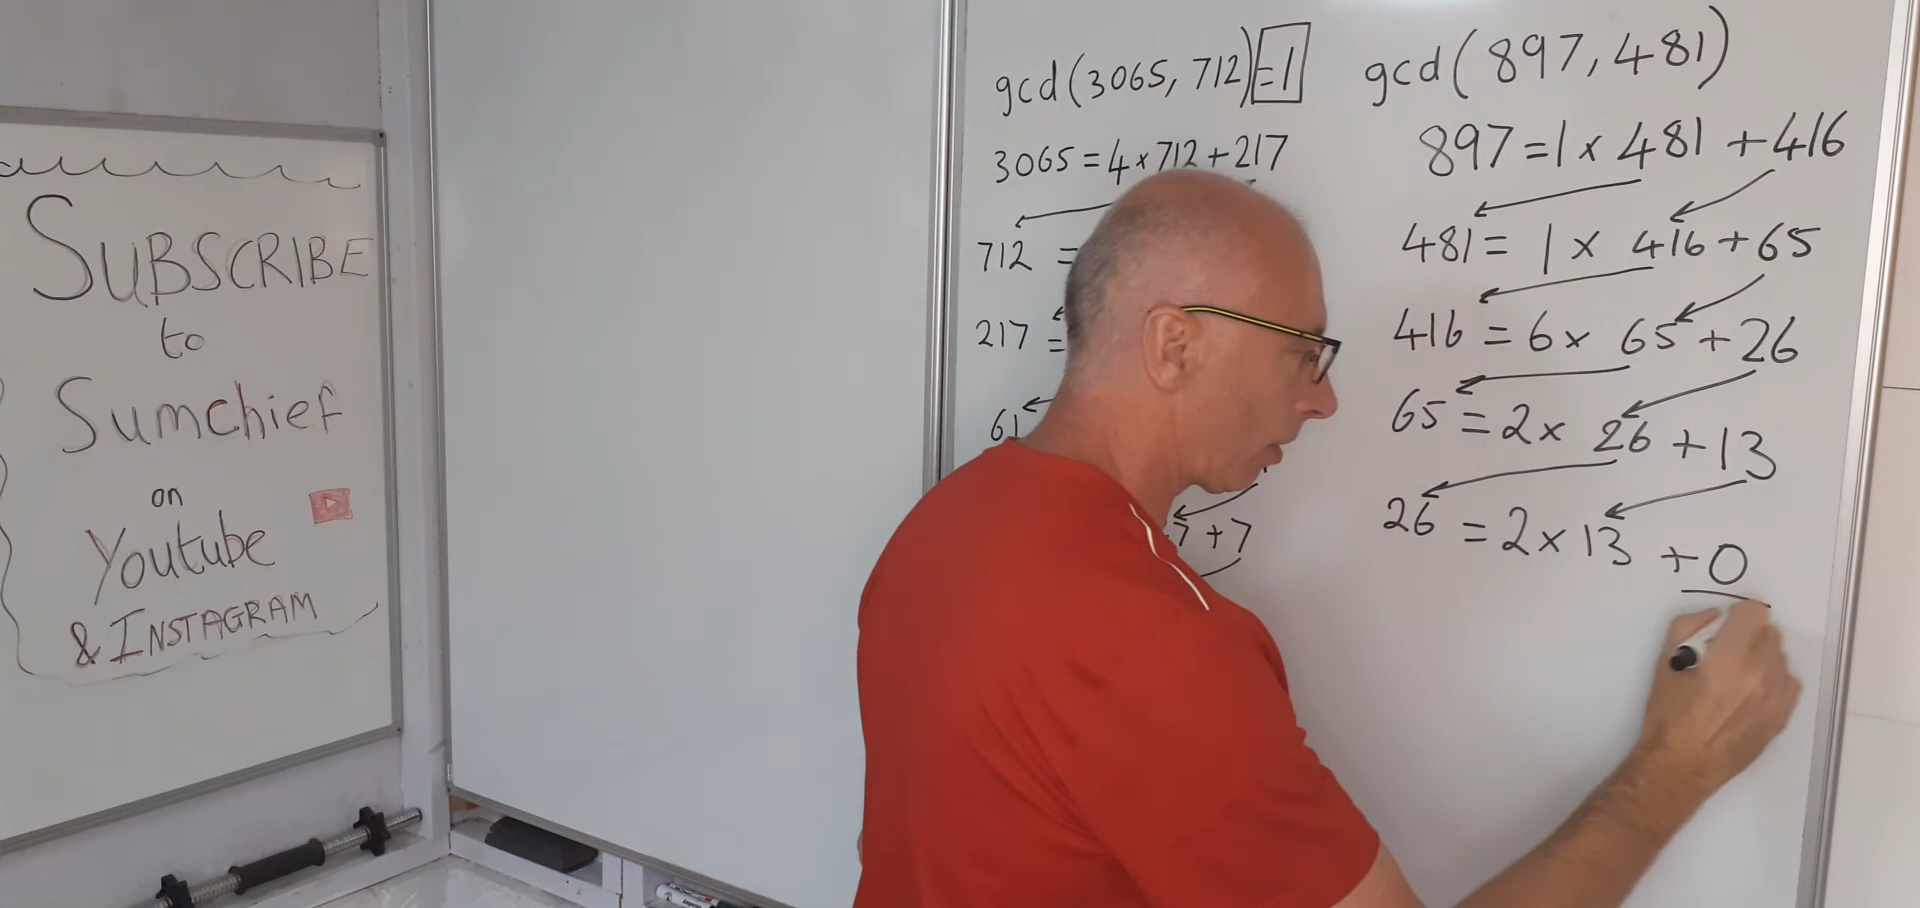 SUBSCRIBE
to
Sumchief
on
Youtube
& INSTAGRAM
gcd(3065, 712) = 1
3065 = 4 × 712 + 217
712 =
217 =
61
7 + 7
gcd(897, 481)
897 = 1 × 481 + 416
481 = 1 × 416 + 65
416 = 6 × 65 + 26
65 = 2 × 26 + 13
26 = 2 × 13 + 0